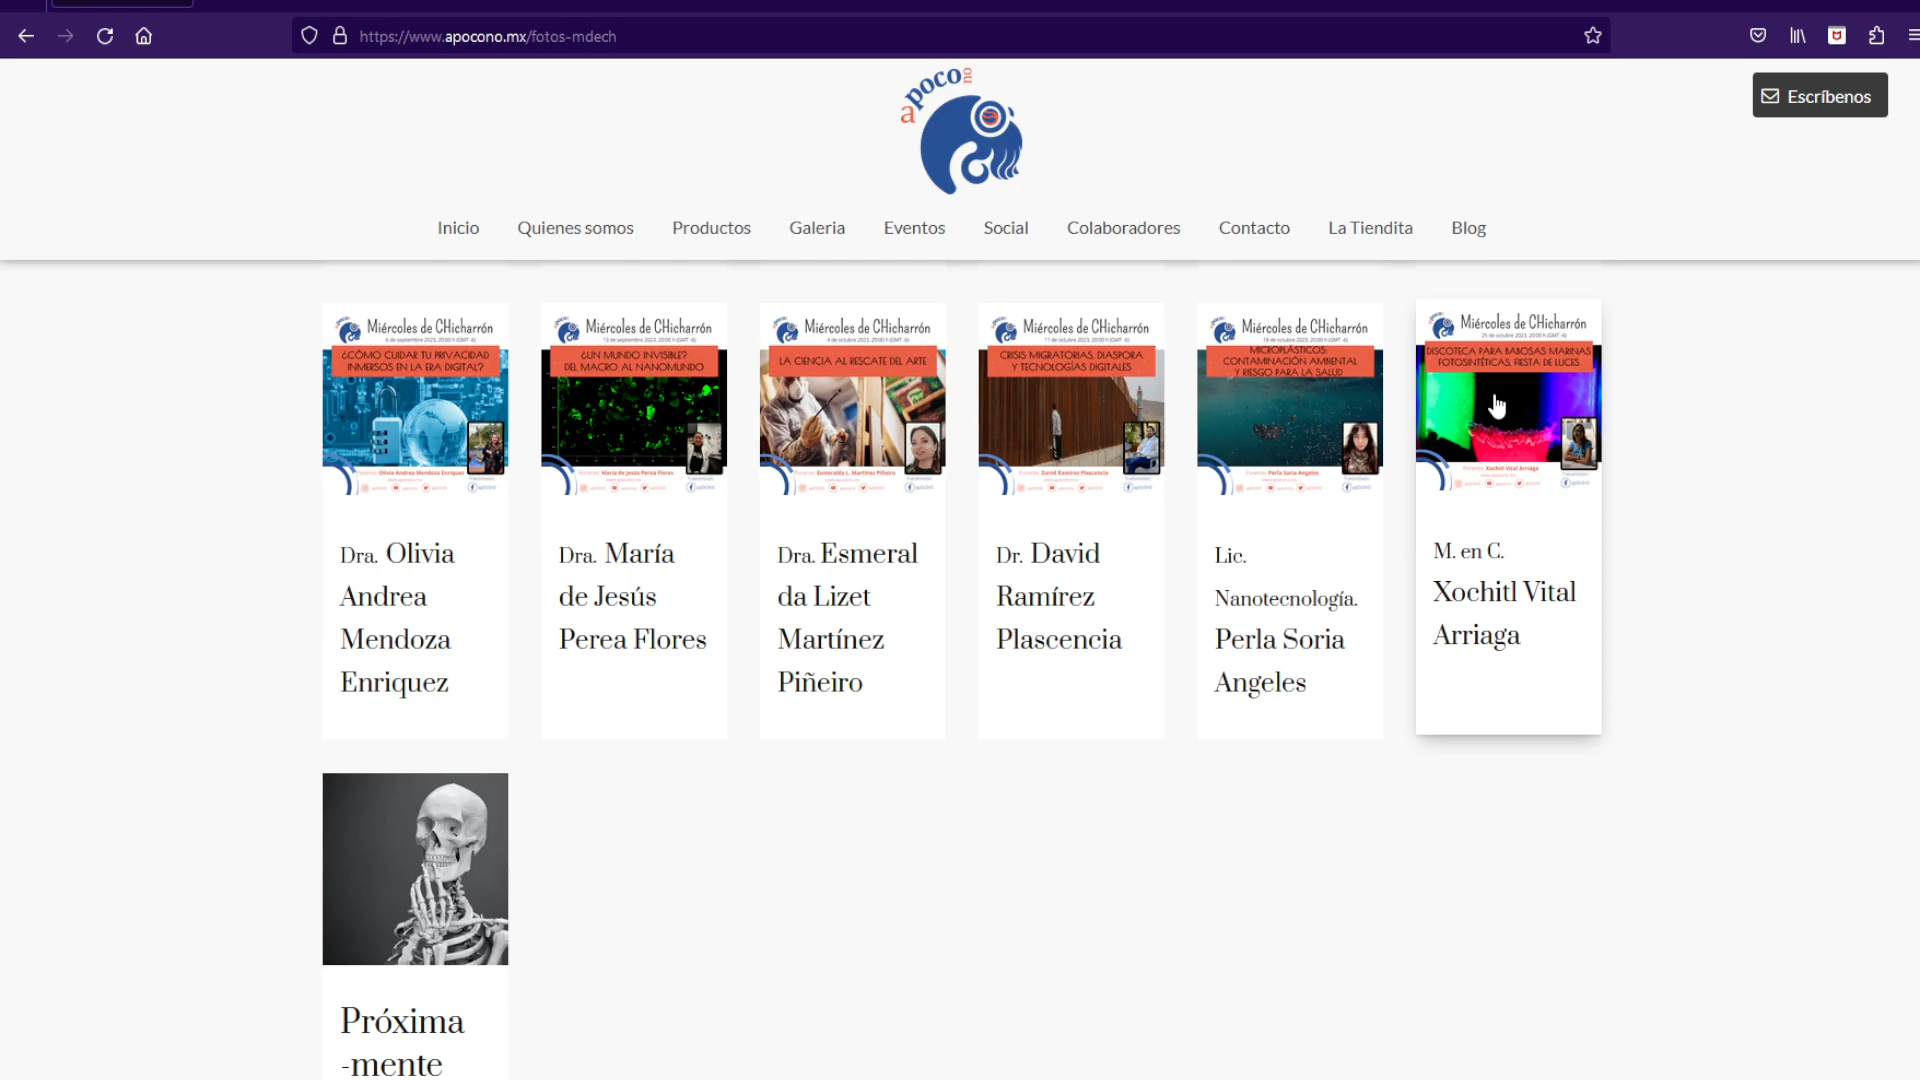 https://www.apocono.mx/fotos-mdech
apocono
Escríbenos
Inicio Quienes somos Productos Galeria Eventos Social Colaboradores Contacto La Tiendita Blog
Miércoles de CHicharrón
6 de septiembre 2023, 20:00 h (GMT -6)
¿CÓMO CUIDAR TU PRIVACIDAD
INMERSOS EN LA ERA DIGITAL?
Ponente: Olivia Andrea Mendoza Enriquez
Dra. Olivia
Andrea
Mendoza
Enriquez
Miércoles de CHicharrón
13 de septiembre 2023, 20:00 h (GMT -6)
¿UN MUNDO INVISIBLE?
DEL MACRO AL NANOMUNDO
Ponente: María de Jesús Perea Flores
Dra. María
de Jesús
Perea Flores
Miércoles de CHicharrón
4 de octubre 2023, 20:00 h (GMT -6)
LA CIENCIA AL RESCATE DEL ARTE
Ponente: Esmeralda L. Martínez Piñeiro
Dra. Esmeral
da Lizet
Martínez
Piñeiro
Miércoles de CHicharrón
11 de octubre 2023, 20:00 h (GMT -6)
CRISIS MIGRATORIAS, DIASPORA
Y TECNOLOGÍAS DIGITALES
Ponente: David Ramírez Plascencia
Dr. David
Ramírez
Plascencia
Miércoles de CHicharrón
18 de octubre 2023, 20:00 h (GMT -6)
MICROPLÁSTICOS:
CONTAMINACIÓN AMBIENTAL
Y RIESGO PARA LA SALUD
Ponente: Perla Soria Angeles
Lic.
Nanotecnología.
Perla Soria
Angeles
Miércoles de CHicharrón
25 de octubre 2023, 20:00 h (GMT -6)
DISCOTECA PARA BABOSAS MARINAS
FOTOSINTÉTICAS, FIESTA DE LUCES
Ponente: Xochitl Vital Arriaga
M. en C.
Xochitl Vital
Arriaga
Próxima
-mente